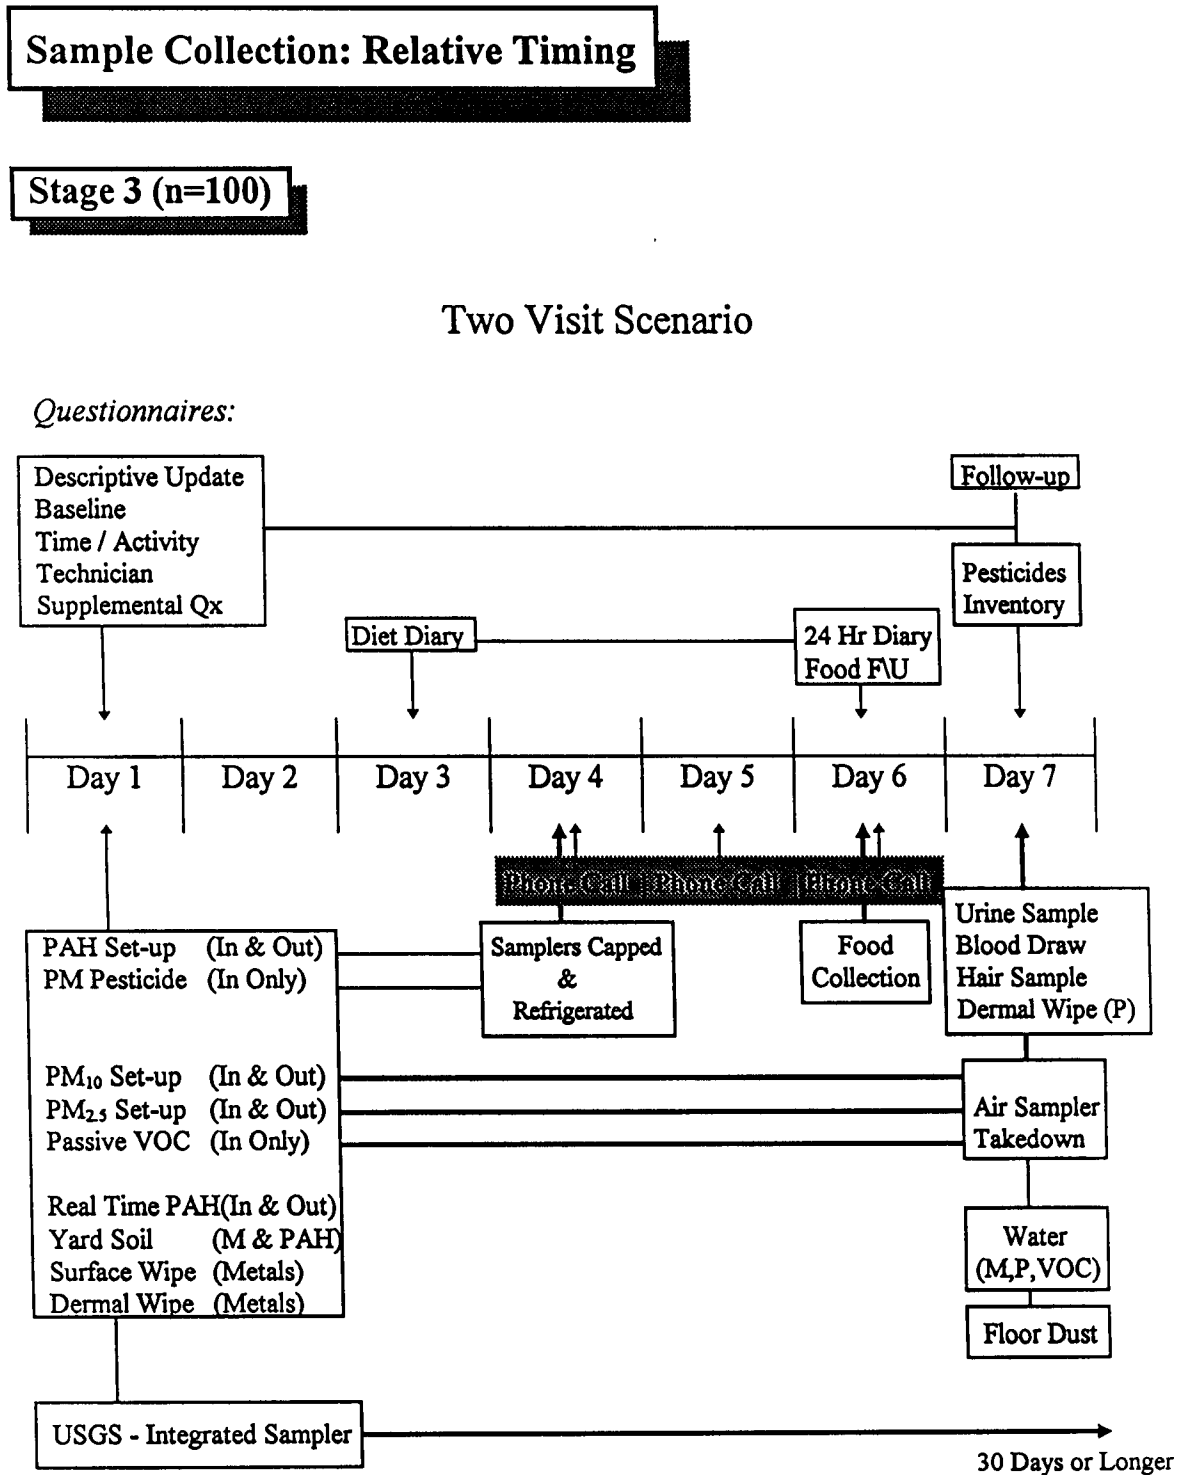 Sample Collection: Relative Timing
Stage 3 (n=100)
Two Visit Scenario
Questionnaires:
Descriptive Update
Baseline
Time / Activity
Technician
Supplemental Qx
Follow-up
Pesticides
Inventory
Diet Diary
24 Hr Diary
Food F\U
Day 1
Day 2
Day 3
Day 4
Day 5
Day 6
Day 7
Phone Call
Phone Call
Phone Call
PAH Set-up (In & Out)
PM Pesticide (In Only)
PM10 Set-up (In & Out)
PM2.5 Set-up (In & Out)
Passive VOC (In Only)
Real Time PAH(In & Out)
Yard Soil (M & PAH)
Surface Wipe (Metals)
Dermal Wipe (Metals)
Samplers Capped
&
Refrigerated
Food
Collection
Urine Sample
Blood Draw
Hair Sample
Dermal Wipe (P)
Air Sampler
Takedown
Water
(M,P,VOC)
Floor Dust
USGS - Integrated Sampler
30 Days or Longer